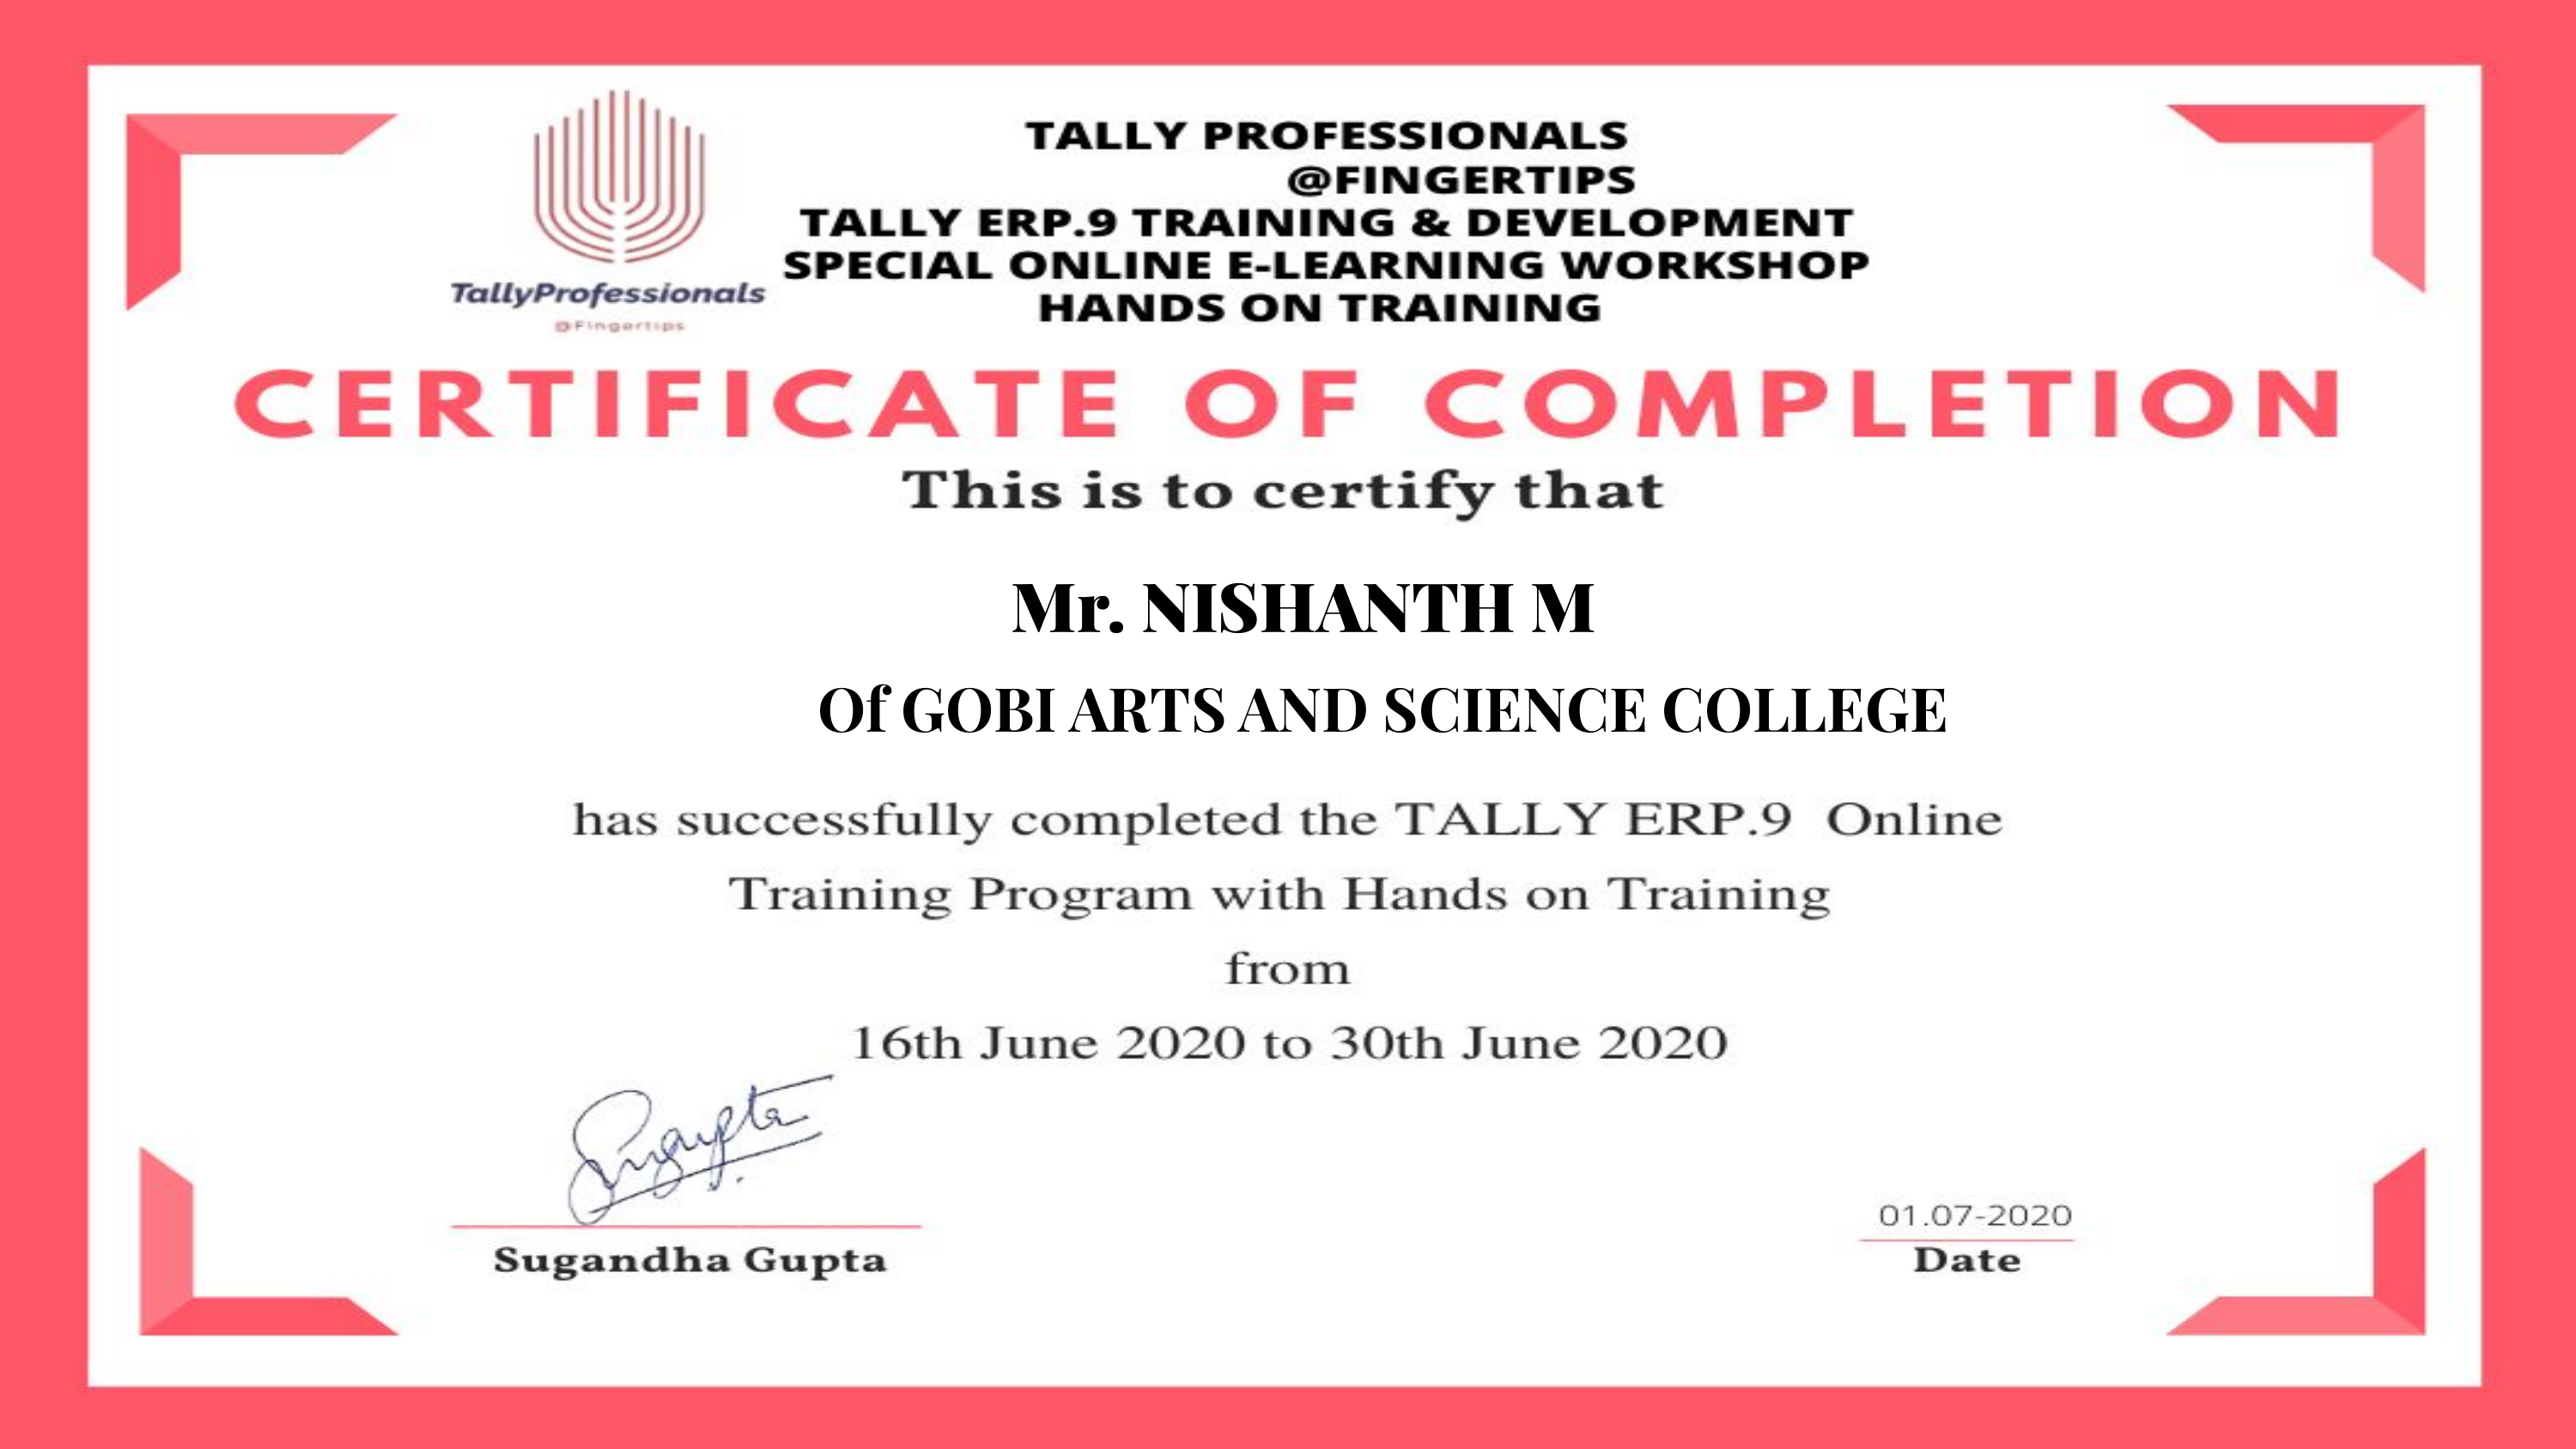 TALLY PROFESSIONALS
@FINGERTIPS
TALLY ERP.9 TRAINING & DEVELOPMENT
SPECIAL ONLINE E-LEARNING WORKSHOP
HANDS ON TRAINING
TallyProfessionals
@Fingertips
CERTIFICATE OF COMPLETION
This is to certify that
Mr. NISHANTH M
Of GOBI ARTS AND SCIENCE COLLEGE
has successfully completed the TALLY ERP.9 Online
Training Program with Hands on Training
from
16th June 2020 to 30th June 2020
Sugandha Gupta
01.07-2020
Date